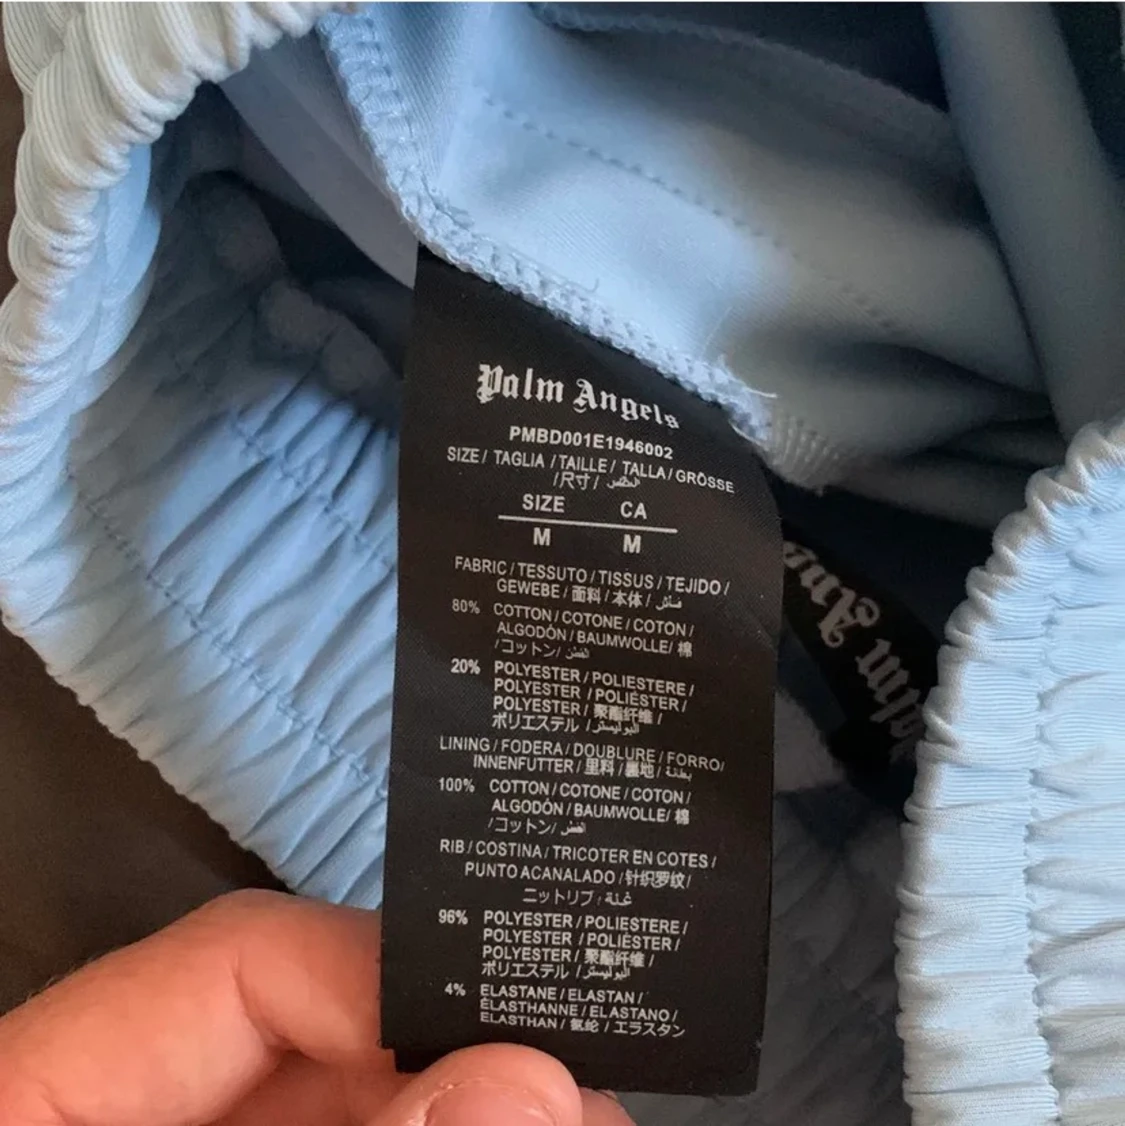 Palm Angels
PMBD001E1946002
SIZE / TAGLIA / TAILLE / TALLA / GRÖSSE
/尺寸/
SIZE CA
M M
FABRIC / TESSUTO / TISSUS / TEJIDO /
GEWEBE / 面料 / 本体 / قماش
80% COTTON / COTONE / COTON /
ALGODÓN / BAUMWOLLE/ 棉
/コットン/ القطن
20% POLYESTER / POLIESTERE /
POLYESTER / POLIÉSTER /
POLYESTER / 聚酯纤维 /
ポリエステル / البوليستر
LINING / FODERA / DOUBLURE / FORRO/
INNENFUTTER / 里料 / 裏地 / بطانة
100% COTTON / COTONE / COTON /
ALGODÓN / BAUMWOLLE/ 棉
/コットン/ القطن
RIB / COSTINA / TRICOTER EN COTES /
PUNTO ACANALADO /针织罗纹/
ニットリブ /
96% POLYESTER / POLIESTERE /
POLYESTER / POLIÉSTER /
POLYESTER / 聚酯纤维 /
ポリエステル / البوليستر
4% ELASTANE / ELASTAN /
ÉLASTHANNE / ELASTANO /
ELASTHAN / 氨纶 / エラスタン
Palm Ang